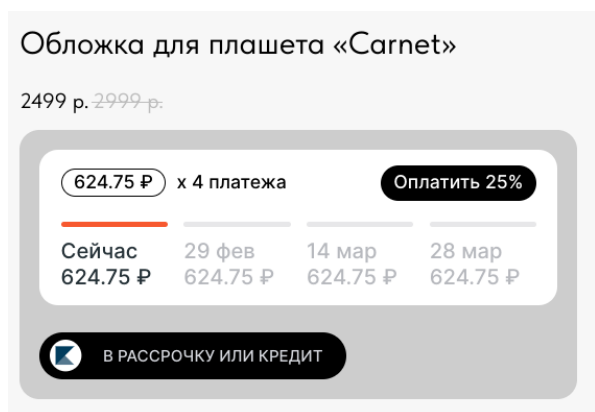 Обложка для плашета «Carnet»
2499 р. 2999 р.
624.75 ₽ х 4 платежа Оплатить 25%
Сейчас 29 фев 14 мар 28 мар
624.75 ₽ 624.75 ₽ 624.75 ₽ 624.75 ₽
В РАССРОЧКУ ИЛИ КРЕДИТ